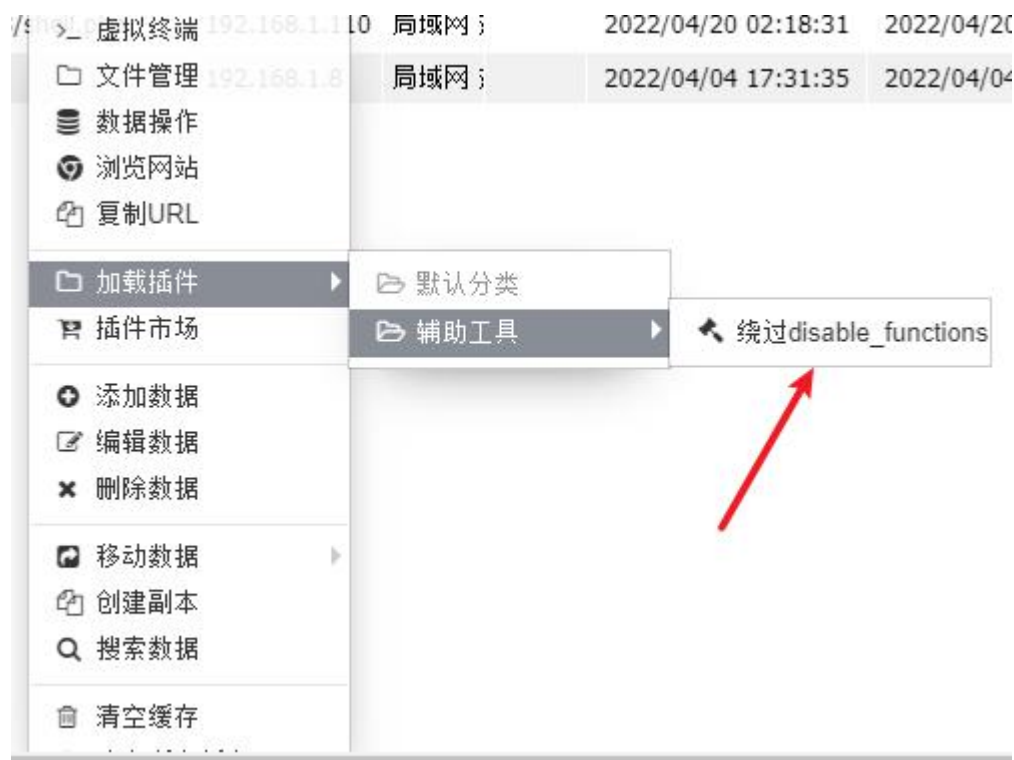 虚拟终端 192.168.1.110 局域网 2022/04/20 02:18:31 2022/04/20
文件管理 192.168.1.8 局域网 2022/04/04 17:31:35 2022/04/04
数据操作
浏览网站
复制URL
加载插件 默认分类
插件市场 辅助工具 绕过disable_functions
添加数据
编辑数据
删除数据
移动数据
创建副本
搜索数据
清空缓存